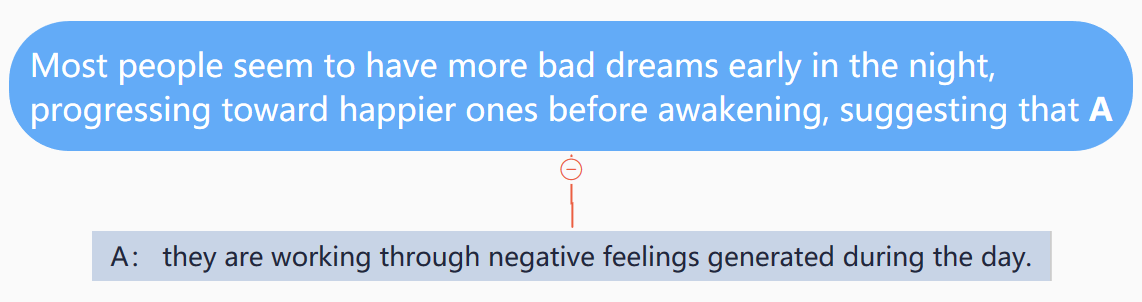 Most people seem to have more bad dreams early in the night,
progressing toward happier ones before awakening, suggesting that A
A： they are working through negative feelings generated during the day.